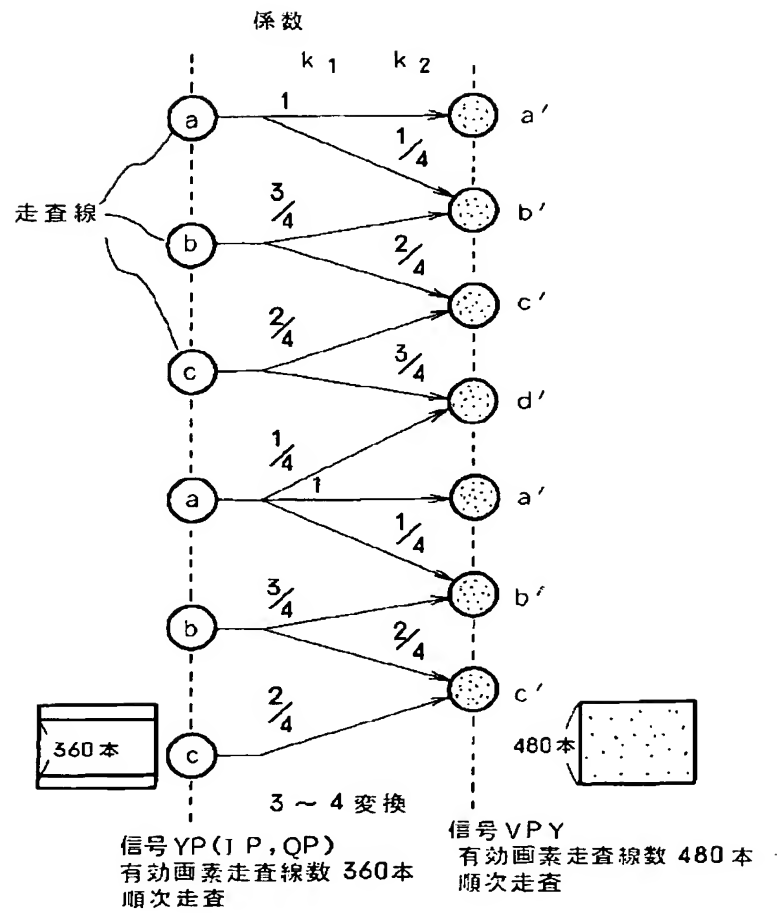 係数
k1 k2
a 1 a′
1/4
3/4 b′
走査線 b
2/4
2/4 c′
c 3/4
d′
1/4
a 1 a′
1/4
3/4 b′
b
2/4
2/4 c′
360本 c 480本
3～4変換
信号YP(IP,QP)
有効画素走査線数 360本
順次走査
信号VPY
有効画素走査線数 480本
順次走査